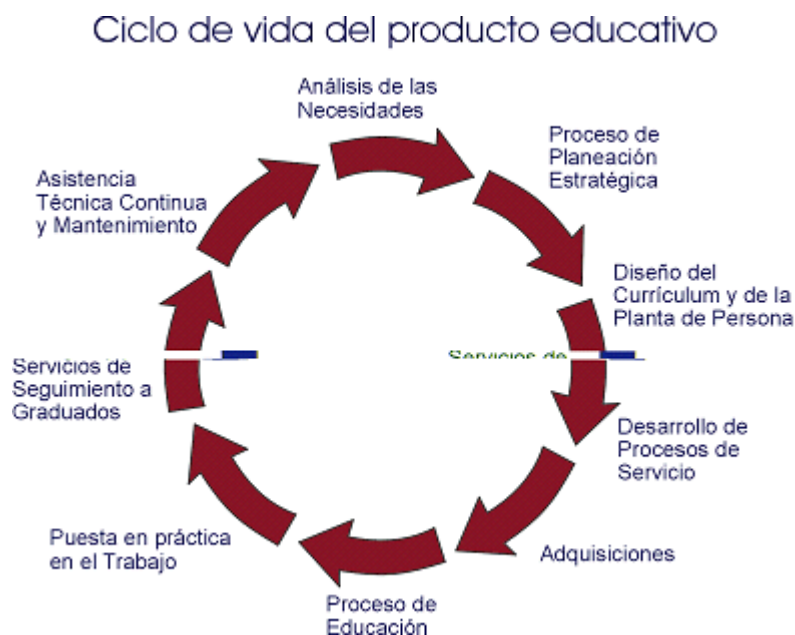 Ciclo de vida del producto educativo
Análisis de las
Necesidades
Proceso de
Planeación
Estratégica
Diseño del
Currículum y de la
Planta de Persona
Desarrollo de
Procesos de
Servicio
Adquisiciones
Proceso de
Educación
Puesta en práctica
en el Trabajo
Servicios de
Seguimiento a
Graduados
Asistencia
Técnica Continua
y Mantenimiento
Servicios de